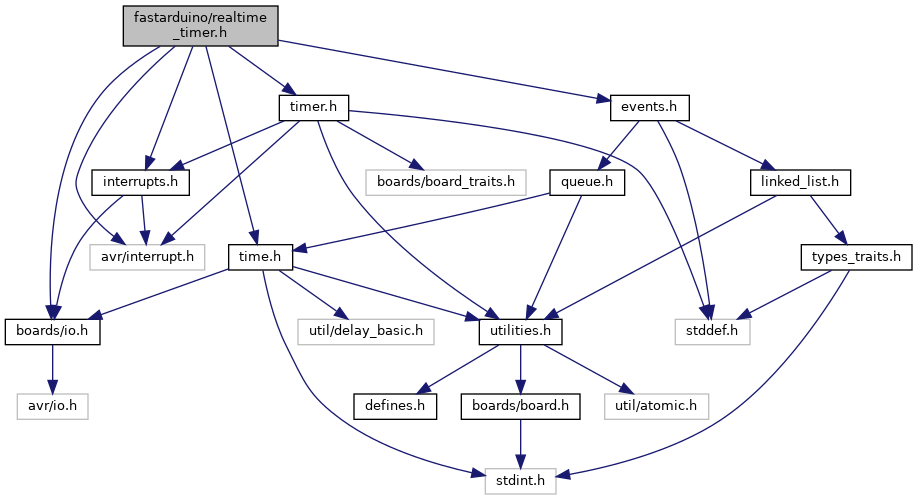 fastarduino/realtime
_timer.h
timer.h
events.h
interrupts.h
boards/board_traits.h
queue.h
linked_list.h
avr/interrupt.h
time.h
types_traits.h
boards/io.h
util/delay_basic.h
utilities.h
stddef.h
avr/io.h
defines.h
boards/board.h
util/atomic.h
stdint.h